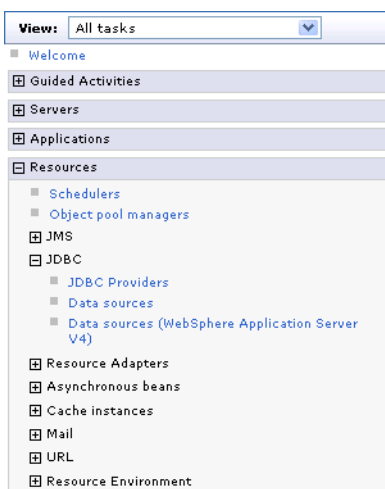 View: All tasks
Welcome
Guided Activities
Servers
Applications
Resources
Schedulers
Object pool managers
JMS
JDBC
JDBC Providers
Data sources
Data sources (WebSphere Application Server
V4)
Resource Adapters
Asynchronous beans
Cache instances
Mail
URL
Resource Environment